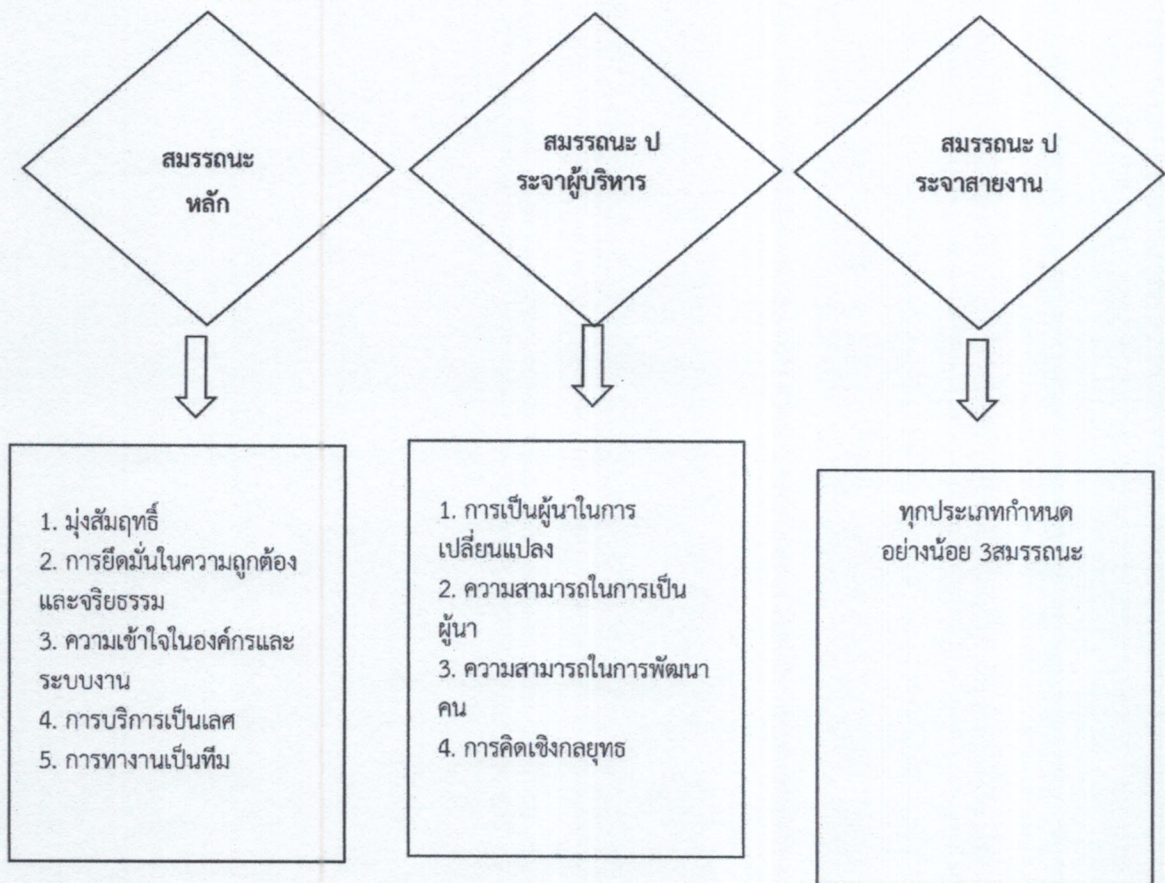 สมรรถนะ
หลัก
สมรรถนะ ป
ระจาผู้บริหาร
สมรรถนะ ป
ระจาสายงาน
1. มุ่งสัมฤทธิ์
2. การยึดมั่นในความถูกต้อง
และจริยธรรม
3. ความเข้าใจในองค์กรและ
ระบบงาน
4. การบริการเป็นเลศ
5. การทางานเป็นทีม
1. การเป็นผู้นาในการ
เปลี่ยนแปลง
2. ความสามารถในการเป็น
ผู้นา
3. ความสามารถในการพัฒนา
คน
4. การคิดเชิงกลยุทธ
ทุกประเภทกำหนด
อย่างน้อย 3สมรรถนะ